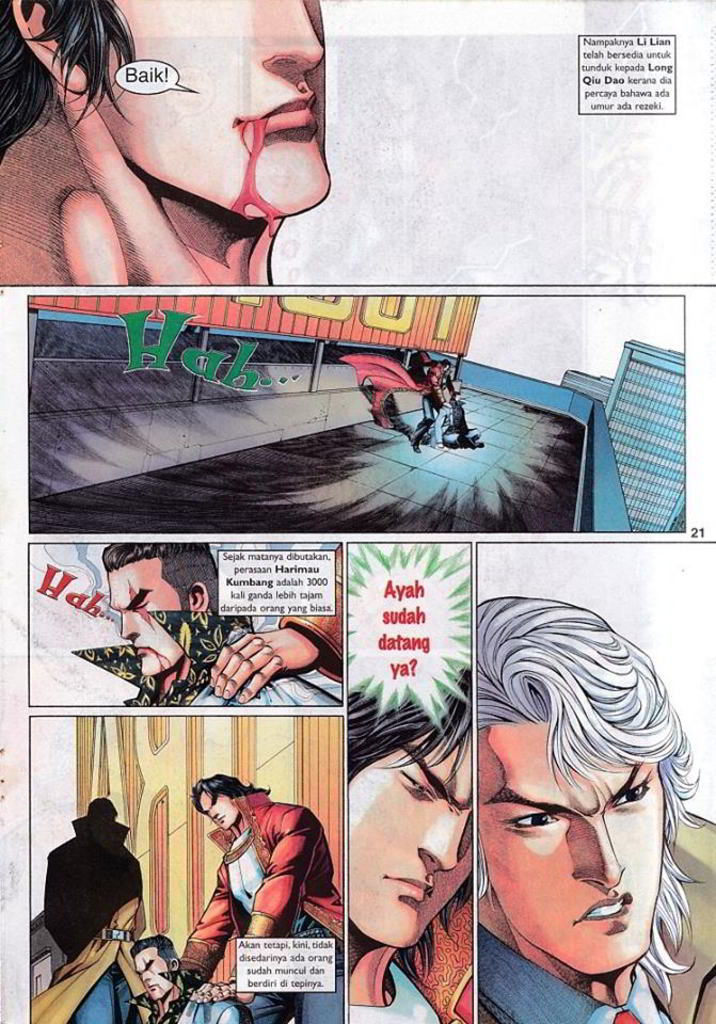 Baik!
Nampaknya Li Lian
telah bersedia untuk
tunduk kepada Long
Qiu Dao kerana dia
percaya bahawa ada
umur ada rezeki.
Hah...
21
Hah...
Sejak matanya dibutakan,
perasaan Harimau
Kumbang adalah 3000
kali ganda lebih tajam
daripada orang yang biasa.
Ayah
sudah
datang
ya?
Akan tetapi, kini, tidak
disedarinya ada orang
sudah muncul dan
berdiri di tepinya.